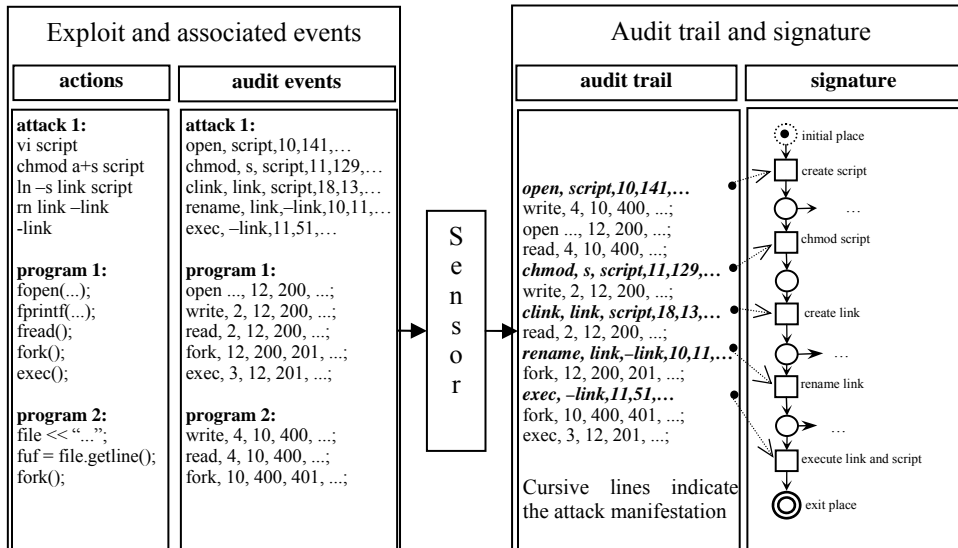 Exploit and associated events
actions
attack 1:
vi script
chmod a+s script
ln –s link script
rn link –link
-link
program 1:
fopen(...);
fprintf(...);
fread();
fork();
exec();
program 2:
file << “...”;
fuf = file.getline();
fork();
audit events
attack 1:
open, script,10,141,…
chmod, s, script,11,129,…
clink, link, script,18,13,…
rename, link,–link,10,11,…
exec, –link,11,51,…
program 1:
open ..., 12, 200, ...;
write, 2, 12, 200, ...;
read, 2, 12, 200, ...;
fork, 12, 200, 201, ...;
exec, 3, 12, 201, ...;
program 2:
write, 4, 10, 400, ...;
read, 4, 10, 400, ...;
fork, 10, 400, 401, ...;
Sensor
Audit trail and signature
audit trail
open, script,10,141,…
write, 4, 10, 400, ...;
open ..., 12, 200, ...;
read, 4, 10, 400, ...;
chmod, s, script,11,129,…
write, 2, 12, 200, ...;
clink, link, script,18,13,…
read, 2, 12, 200, ...;
rename, link,–link,10,11,…
fork, 12, 200, 201, ...;
exec, –link,11,51,…
fork, 10, 400, 401, ...;
exec, 3, 12, 201, ...;
Cursive lines indicate
the attack manifestation
signature
initial place
create script
...
chmod script
create link
...
rename link
...
execute link and script
exit place